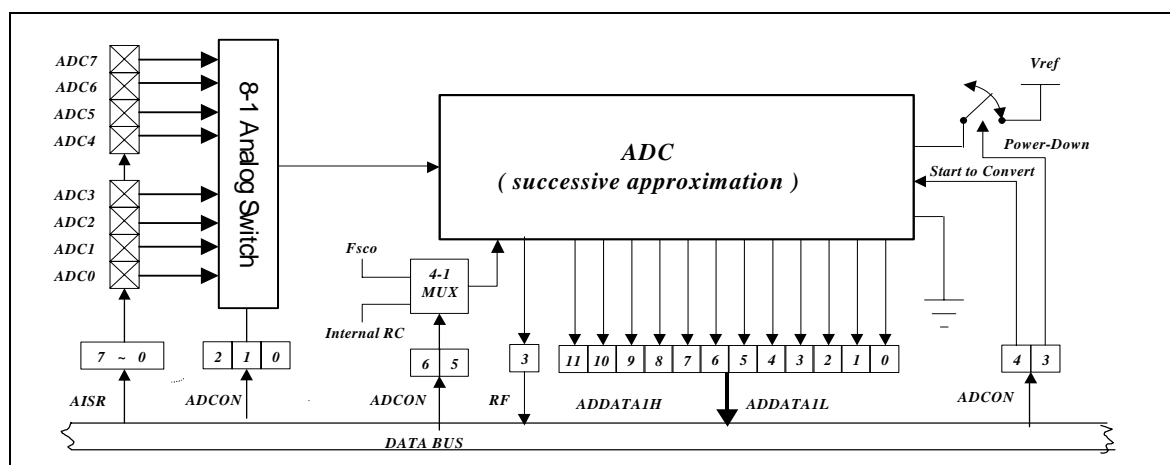 ADC7
ADC6
ADC5
ADC4
ADC3
ADC2
ADC1
ADC0
8-1 Analog Switch
ADC
( successive approximation )
Vref
Power-Down
Start to Convert
Fsco
4-1
MUX
Internal RC
7 ~ 0
2 1 0
6 5
3
11 10 9 8 7 6 5 4 3 2 1 0
4 3
AISR
ADCON
ADCON
RF
ADDATA1H
ADDATA1L
ADCON
DATA BUS